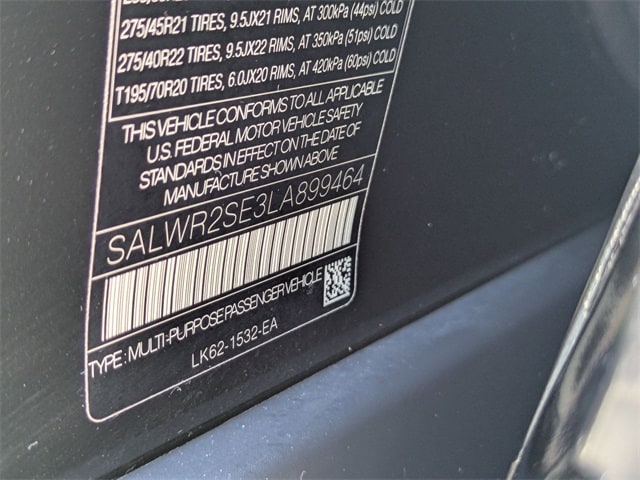 275/45R21 TIRES, 9.5JX21 RIMS, AT 300kPa (44psi) COLD
275/40R22 TIRES, 9.5JX22 RIMS, AT 350kPa (51psi) COLD
T195/70R20 TIRES, 6.0JX20 RIMS, AT 420kPa (60psi) COLD
THIS VEHICLE CONFORMS TO ALL APPLICABLE
U.S. FEDERAL MOTOR VEHICLE SAFETY
STANDARDS IN EFFECT ON THE DATE OF
MANUFACTURE SHOWN ABOVE
SALWR2SE3LA899464
TYPE : MULTI-PURPOSE PASSENGER VEHICLE
LK62-1532-EA